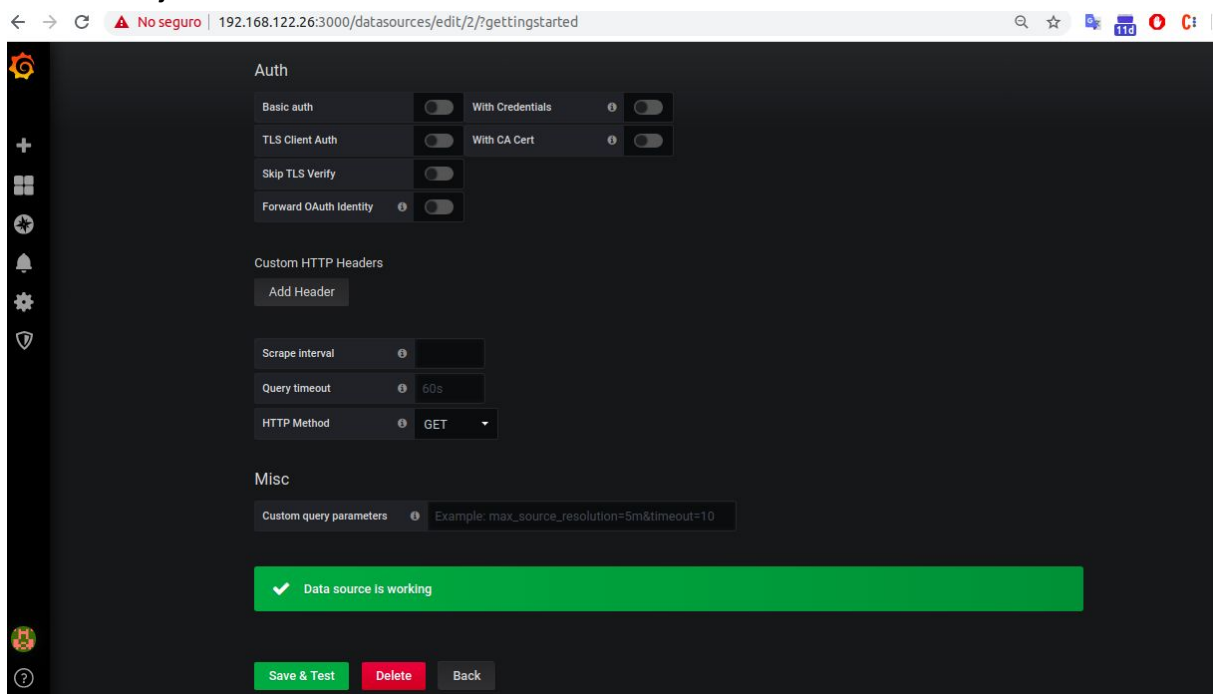 No seguro | 192.168.122.26:3000/datasources/edit/2/?gettingstarted
11d
Auth
Basic auth With Credentials
TLS Client Auth With CA Cert
Skip TLS Verify
Forward OAuth Identity
Custom HTTP Headers
Add Header
Scrape interval
Query timeout 60s
HTTP Method GET
Misc
Custom query parameters Example: max_source_resolution=5m&timeout=10
Data source is working
Save & Test Delete Back